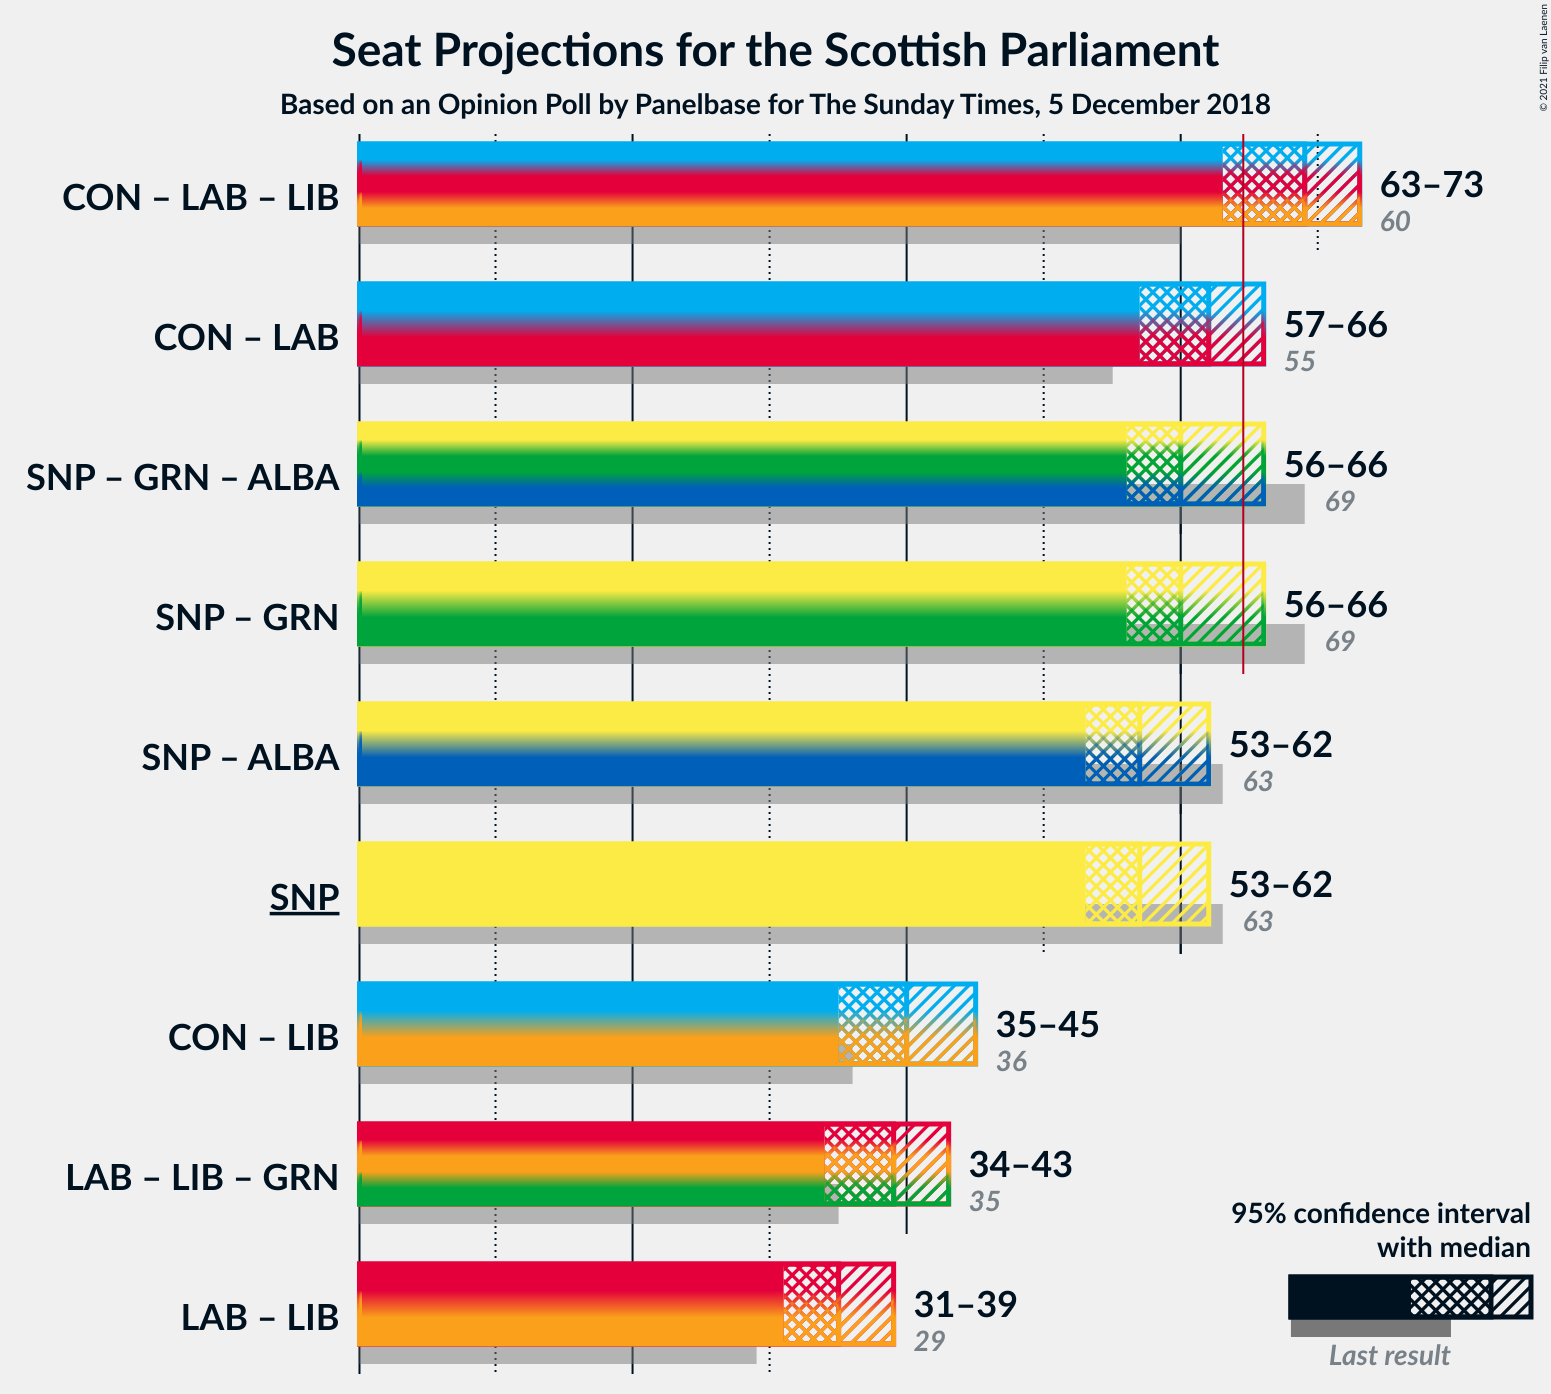 Seat Projections for the Scottish Parliament
Based on an Opinion Poll by Panelbase for The Sunday Times, 5 December 2018
© 2021 Filip van Laenen
CON – LAB – LIB
63–73
60
CON – LAB
57–66
55
SNP – GRN – ALBA
56–66
69
SNP – GRN
56–66
69
SNP – ALBA
53–62
63
SNP
53–62
63
CON – LIB
35–45
36
LAB – LIB – GRN
34–43
35
LAB – LIB
31–39
29
95% confidence interval
with median
Last result